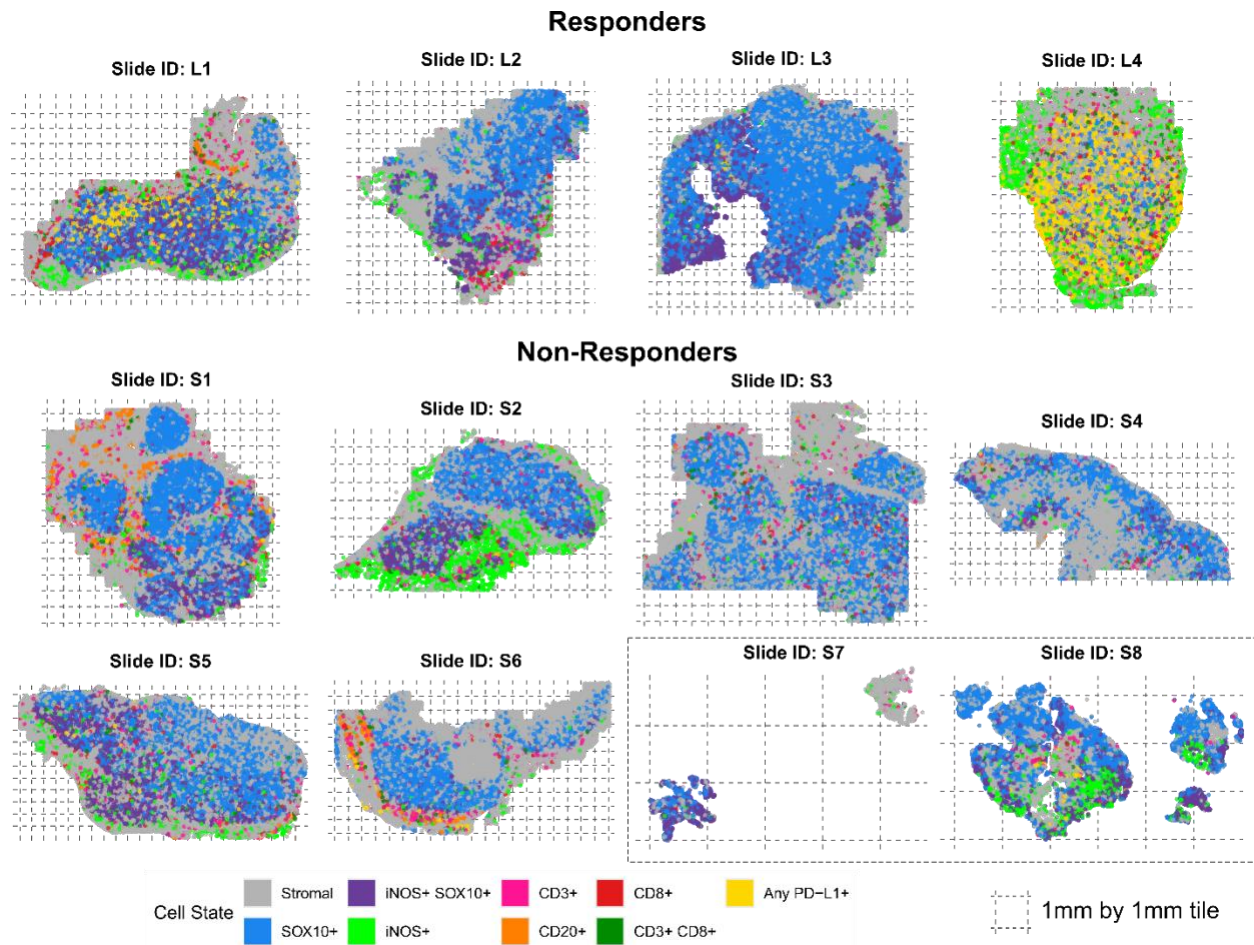 Responders
Slide ID: L1
Slide ID: L2
Slide ID: L3
Slide ID: L4
Non-Responders
Slide ID: S1
Slide ID: S2
Slide ID: S3
Slide ID: S4
Slide ID: S5
Slide ID: S6
Slide ID: S7
Slide ID: S8
Cell State
Stromal
iNOS+ SOX10+
CD3+
CD8+
Any PD−L1+
SOX10+
iNOS+
CD20+
CD3+ CD8+
1mm by 1mm tile